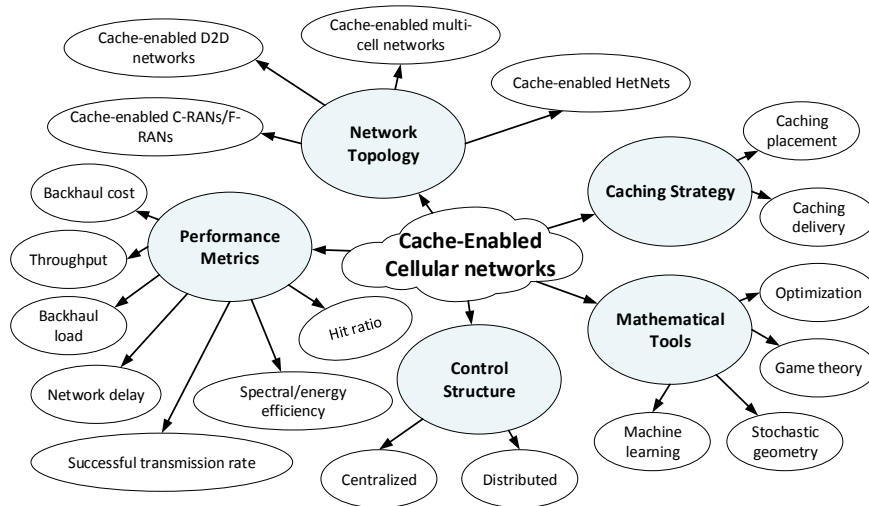 Cache-enabled D2D
networks
Cache-enabled multi-
cell networks
Cache-enabled HetNets
Cache-enabled C-RANs/F-
RANs
Network
Topology
Caching
placement
Caching Strategy
Caching
delivery
Backhaul cost
Performance
Metrics
Throughput
Backhaul
load
Network delay
Successful transmission rate
Spectral/energy
efficiency
Hit ratio
Cache-Enabled
Cellular networks
Control
Structure
Centralized
Distributed
Mathematical
Tools
Optimization
Game theory
Machine
learning
Stochastic
geometry